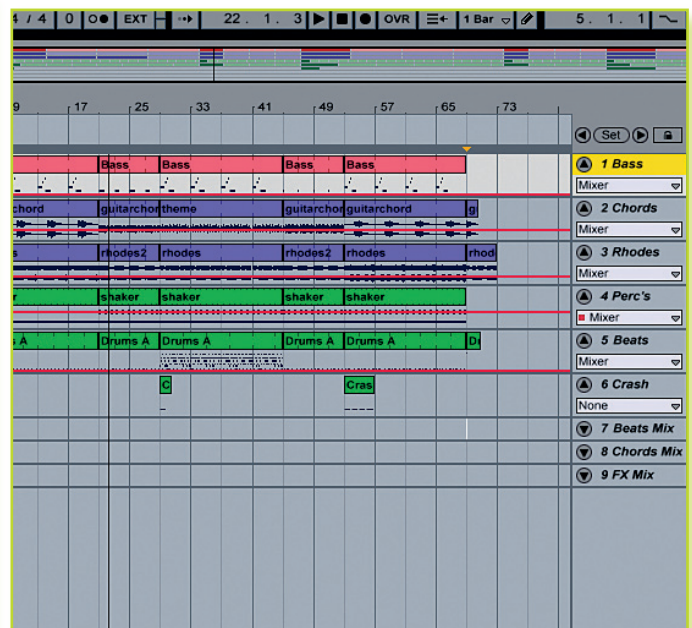 4 / 4 0 EXT 22. 1. 3 OVR 1 Bar 5. 1. 1
9 17 25 33 41 49 57 65 73
Set
Bass Bass Bass Bass 1 Bass
Mixer
chord guitarchor theme guitarchor guitarchord g 2 Chords
Mixer
s rhodes2 rhodes rhodes2 rhodes rhod 3 Rhodes
Mixer
r shaker shaker shaker shaker 4 Perc's
Mixer
s A Drums A Drums A Drums A Drums A Dr 5 Beats
Mixer
C Cras 6 Crash
None
7 Beats Mix
8 Chords Mix
9 FX Mix